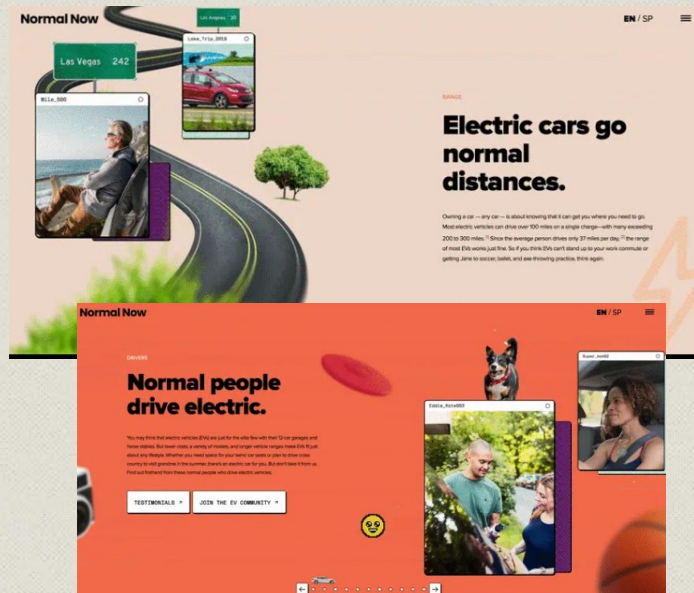 Normal Now
EN / SP
Los Angeles
Lake_Trip_2018
Las Vegas 242
Mile_500
RANGE
Electric cars go
normal
distances.
Owning a car — any car — is about knowing that it can get you where you need to go.
Most electric vehicles can drive over 100 miles on a single charge—with many exceeding
200 to 300 miles. Since the average person drives only 37 miles per day, the range
of most EVs works just fine. So if you think EVs can't stand up to your work commute or
getting Jane to soccer, ballet, and axe-throwing practice, think again.
Normal Now
EN / SP
DRIVERS
Normal people
drive electric.
You may think that electric vehicles (EVs) are just for the elite few with their 12-car garages and
horse stables. But lower costs, a variety of models, and longer vehicle ranges make EVs fit just
about any lifestyle. Whether you need space for your twins' car seats or plan to drive cross
country to visit grandma in the summer, there's an electric car for you. But don't take it from us.
Find out firsthand from these normal people who drive electric vehicles.
TESTIMONIALS ↗
JOIN THE EV COMMUNITY ↗